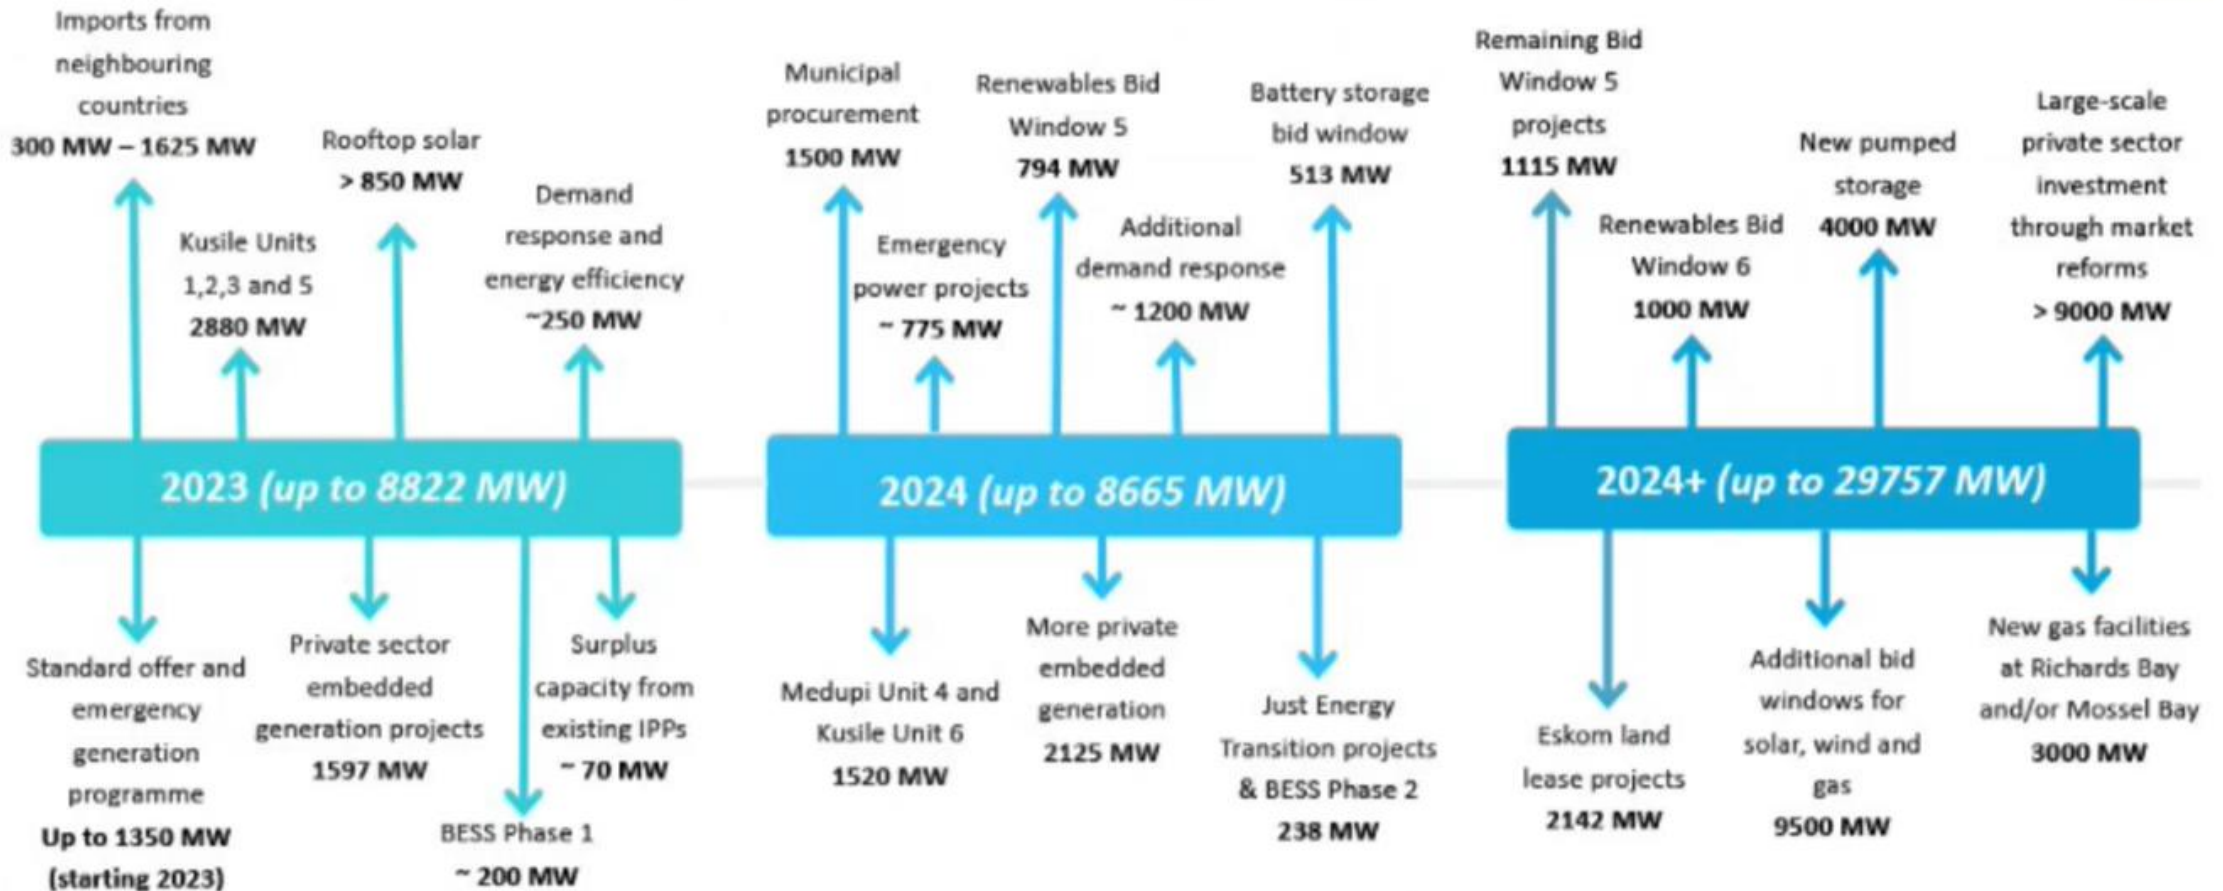 Imports from
neighbouring
countries
300 MW – 1625 MW
Kusile Units
1,2,3 and 5
2880 MW
Rooftop solar
> 850 MW
Demand
response and
energy efficiency
~250 MW
2023 (up to 8822 MW)
Standard offer and
emergency
generation
programme
Up to 1350 MW
(starting 2023)
Private sector
embedded
generation projects
1597 MW
BESS Phase 1
~ 200 MW
Surplus
capacity from
existing IPPs
~ 70 MW
Municipal
procurement
1500 MW
Emergency
power projects
~ 775 MW
Renewables Bid
Window 5
794 MW
Additional
demand response
~ 1200 MW
Battery storage
bid window
513 MW
2024 (up to 8665 MW)
Medupi Unit 4 and
Kusile Unit 6
1520 MW
More private
embedded
generation
2125 MW
Just Energy
Transition projects
& BESS Phase 2
238 MW
Remaining Bid
Window 5
projects
1115 MW
Renewables Bid
Window 6
1000 MW
New pumped
storage
4000 MW
Large-scale
private sector
investment
through market
reforms
> 9000 MW
2024+ (up to 29757 MW)
Eskom land
lease projects
2142 MW
Additional bid
windows for
solar, wind and
gas
9500 MW
New gas facilities
at Richards Bay
and/or Mossel Bay
3000 MW